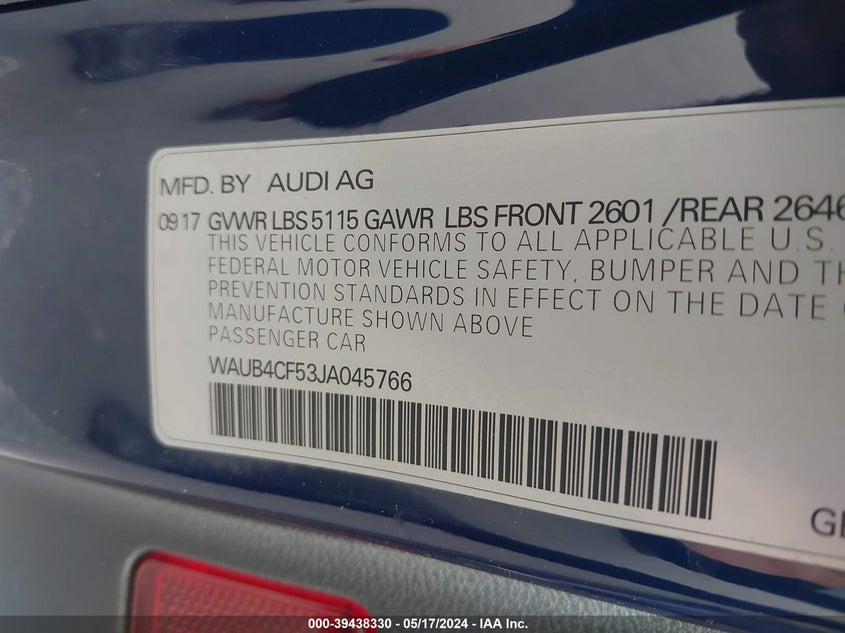 MFD. BY AUDI AG
09 17 GVWR LBS 5115 GAWR LBS FRONT 2601 /REAR 2646
THIS VEHICLE CONFORMS TO ALL APPLICABLE U.S.
FEDERAL MOTOR VEHICLE SAFETY, BUMPER AND TH
PREVENTION STANDARDS IN EFFECT ON THE DATE
MANUFACTURE SHOWN ABOVE
PASSENGER CAR
WAUB4CF53JA045766
000-39438330 - 05/17/2024 - IAA Inc.